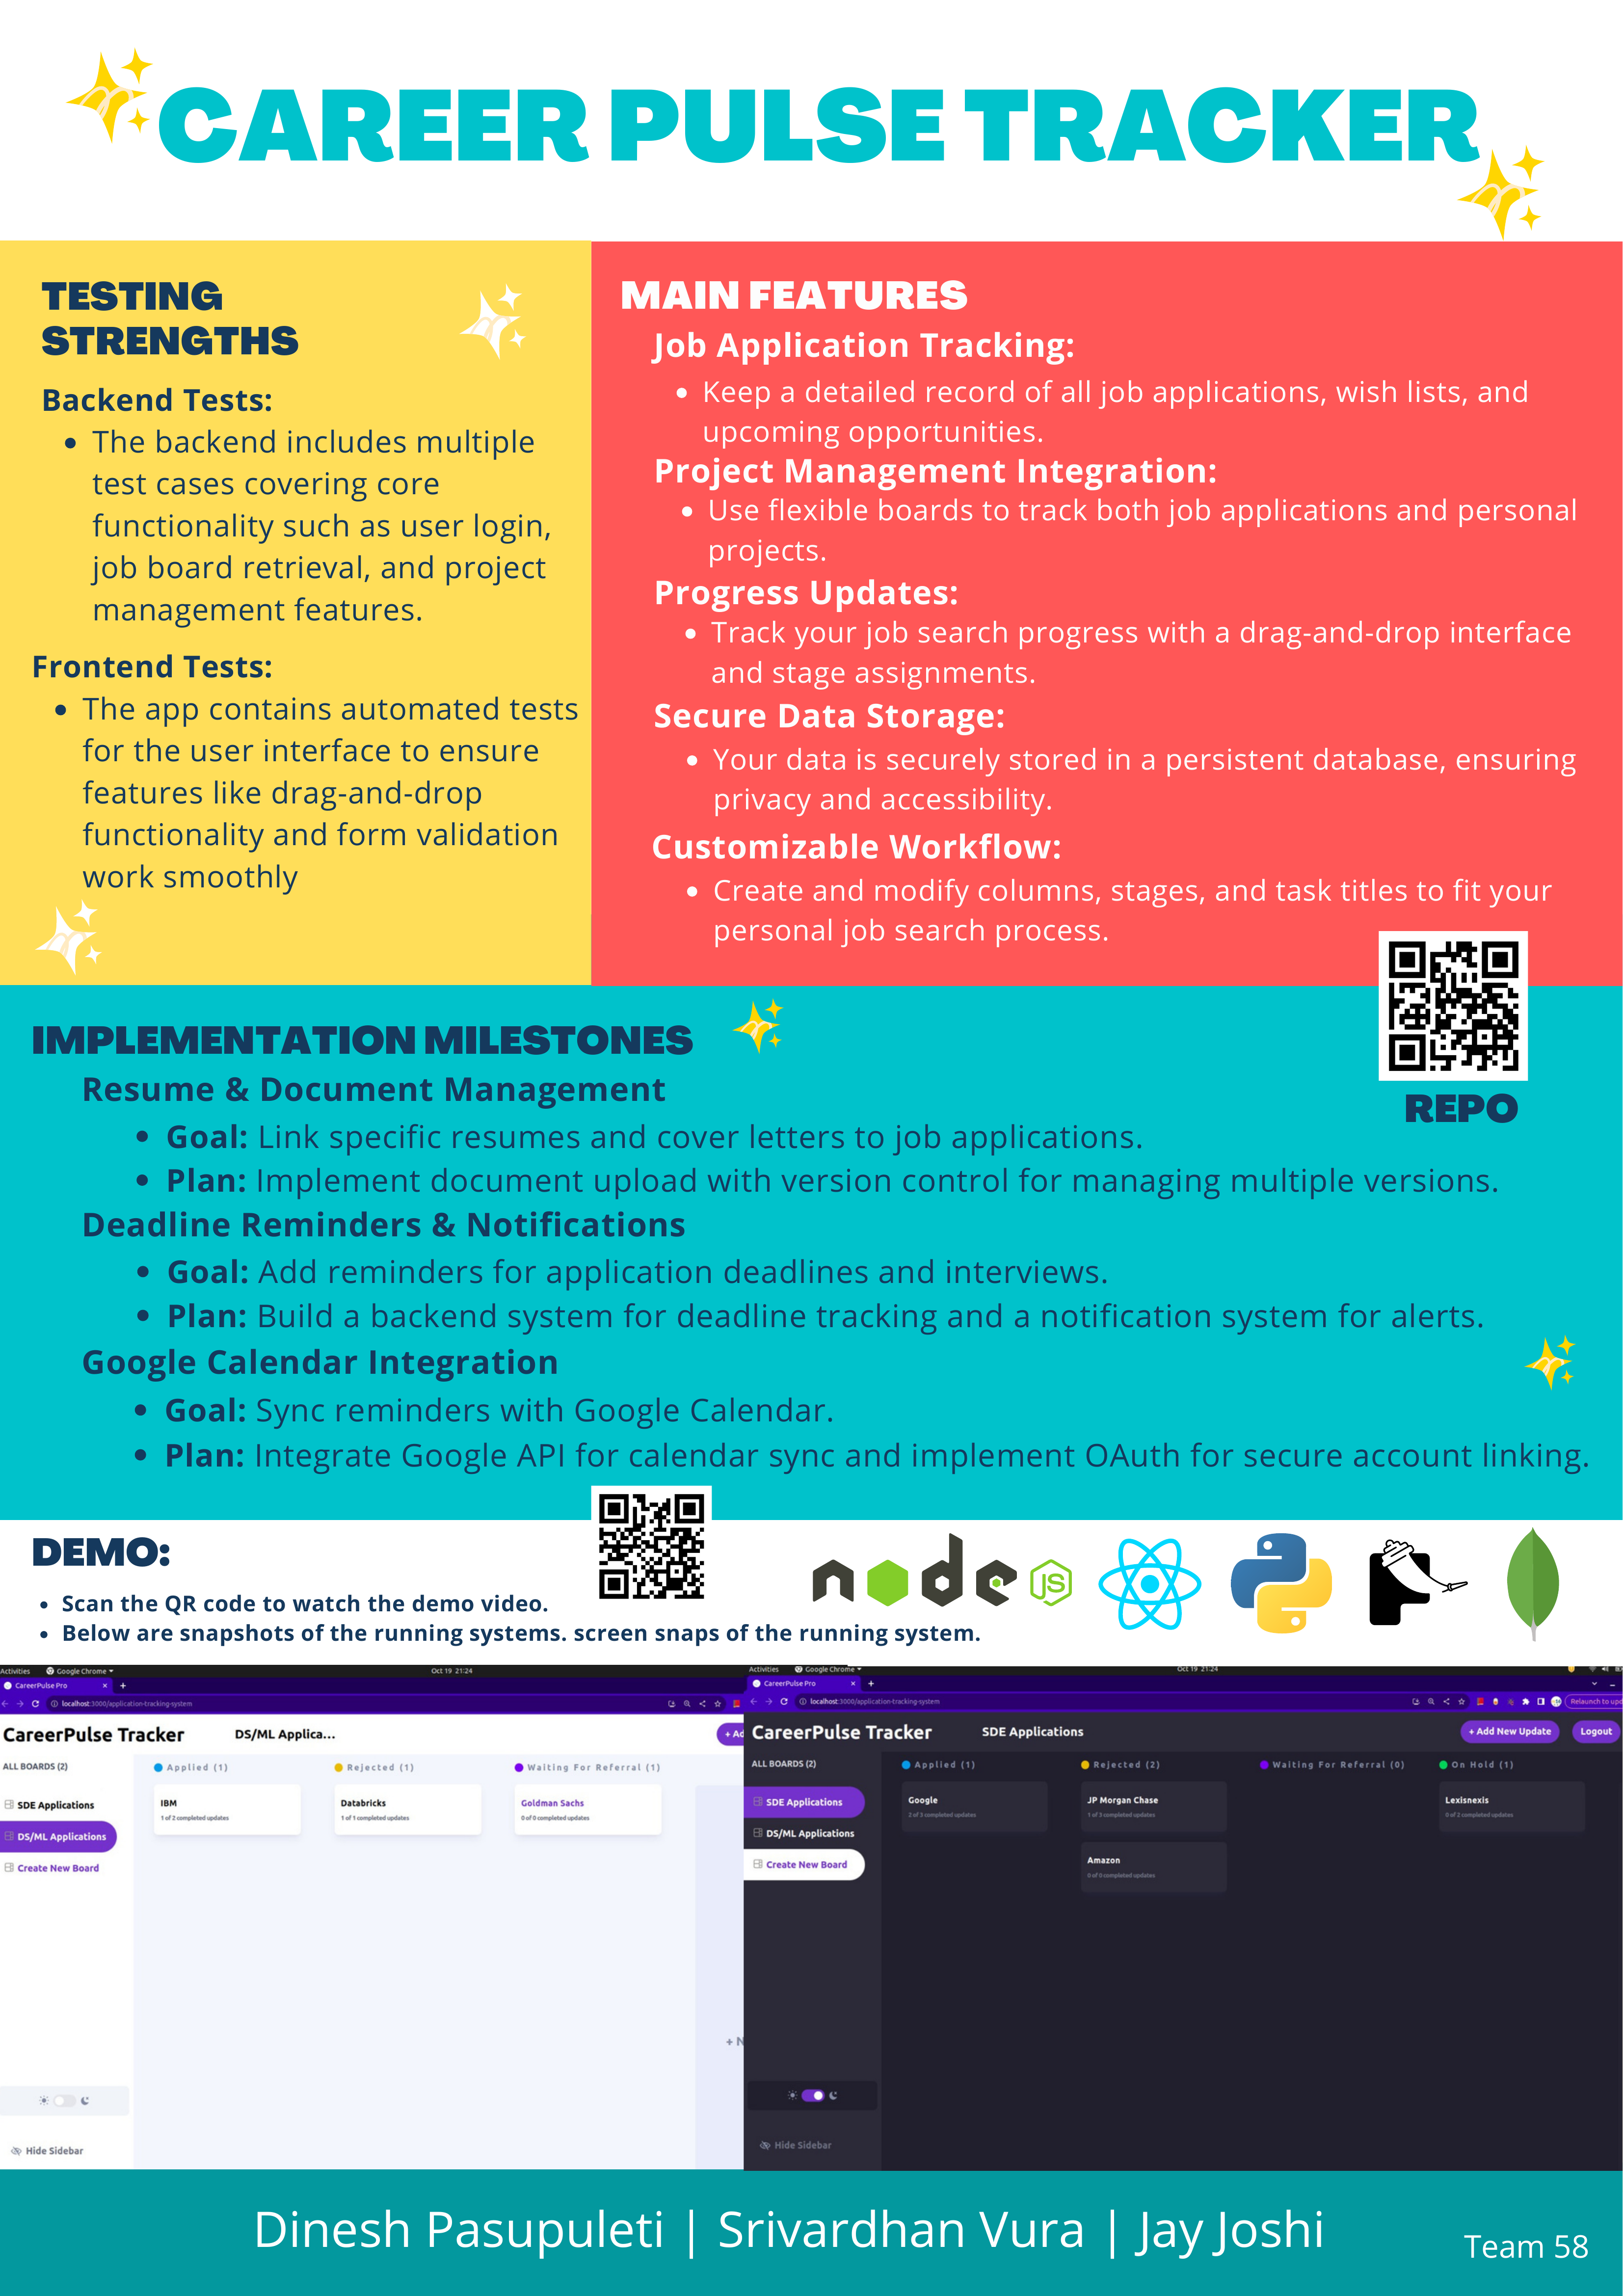 CAREER PULSE TRACKER
TESTING
STRENGTHS
Backend Tests:
• The backend includes multiple
test cases covering core
functionality such as user login,
job board retrieval, and project
management features.
Frontend Tests:
• The app contains automated tests
for the user interface to ensure
features like drag-and-drop
functionality and form validation
work smoothly
MAIN FEATURES
Job Application Tracking:
• Keep a detailed record of all job applications, wish lists, and
upcoming opportunities.
Project Management Integration:
• Use flexible boards to track both job applications and personal
projects.
Progress Updates:
• Track your job search progress with a drag-and-drop interface
and stage assignments.
Secure Data Storage:
• Your data is securely stored in a persistent database, ensuring
privacy and accessibility.
Customizable Workflow:
• Create and modify columns, stages, and task titles to fit your
personal job search process.
REPO
IMPLEMENTATION MILESTONES
Resume & Document Management
• Goal: Link specific resumes and cover letters to job applications.
• Plan: Implement document upload with version control for managing multiple versions.
Deadline Reminders & Notifications
• Goal: Add reminders for application deadlines and interviews.
• Plan: Build a backend system for deadline tracking and a notification system for alerts.
Google Calendar Integration
• Goal: Sync reminders with Google Calendar.
• Plan: Integrate Google API for calendar sync and implement OAuth for secure account linking.
DEMO:
• Scan the QR code to watch the demo video.
• Below are snapshots of the running systems. screen snaps of the running system.
node JS
Activities Google Chrome Oct 19 21:24
CareerPulse Pro
localhost:3000/application-tracking-system
CareerPulse Tracker DS/ML Applica... + Ad
ALL BOARDS (2)
SDE Applications
DS/ML Applications
Create New Board
Applied (1)
IBM
1 of 2 completed updates
Rejected (1)
Databricks
1 of 1 completed updates
Waiting For Referral (1)
Goldman Sachs
0 of 0 completed updates
+ N
Hide Sidebar
Activities Google Chrome Oct 19 21:24
CareerPulse Pro
localhost:3000/application-tracking-system Relaunch to upd
CareerPulse Tracker SDE Applications + Add New Update Logout
ALL BOARDS (2)
SDE Applications
DS/ML Applications
Create New Board
Applied (1)
Google
2 of 3 completed updates
Rejected (2)
JP Morgan Chase
1 of 3 completed updates
Amazon
0 of 0 completed updates
Waiting For Referral (0)
On Hold (1)
Lexisnexis
0 of 2 completed updates
Hide Sidebar
Dinesh Pasupuleti | Srivardhan Vura | Jay Joshi
Team 58